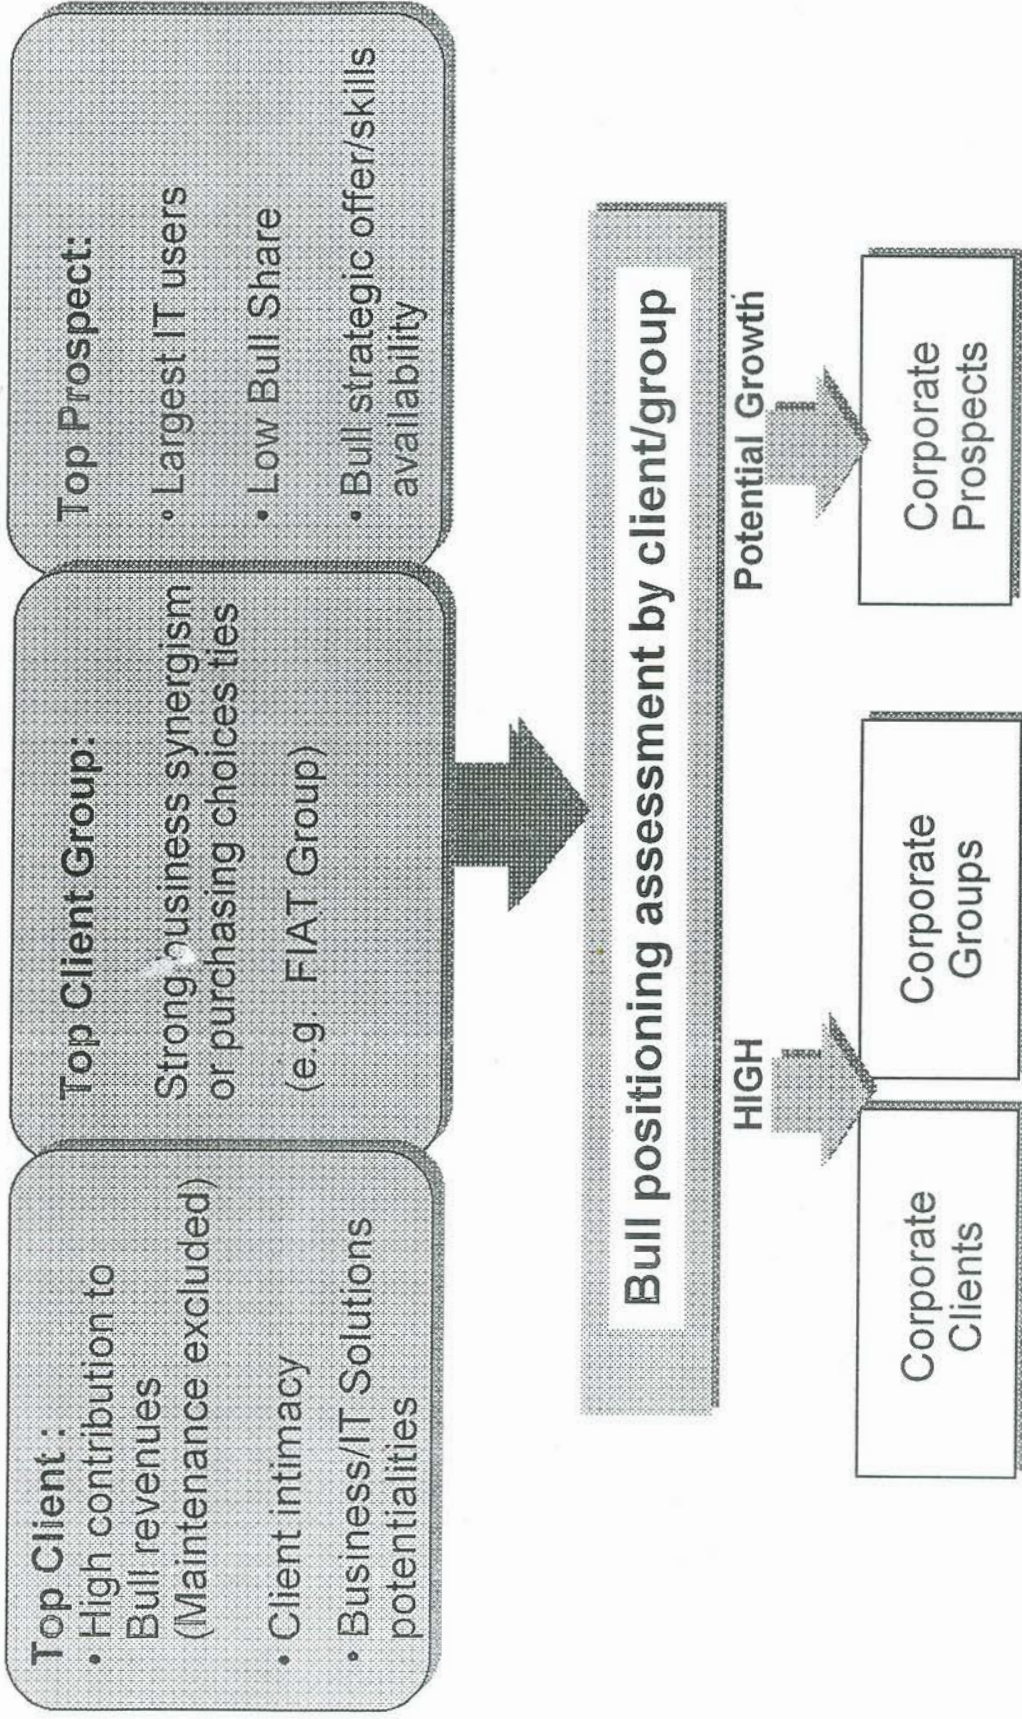 Top Client :
• High contribution to
Bull revenues
(Maintenance excluded)
• Client intimacy
• Business/IT Solutions
potentialities
Top Client Group:
Strong business synergism
or purchasing choices ties
(e.g. FIAT Group)
Top Prospect:
• Largest IT users
• Low Bull Share
• Bull strategic offer/skills
availability
Bull positioning assessment by client/group
HIGH
Potential Growth
Corporate
Clients
Corporate
Groups
Corporate
Prospects